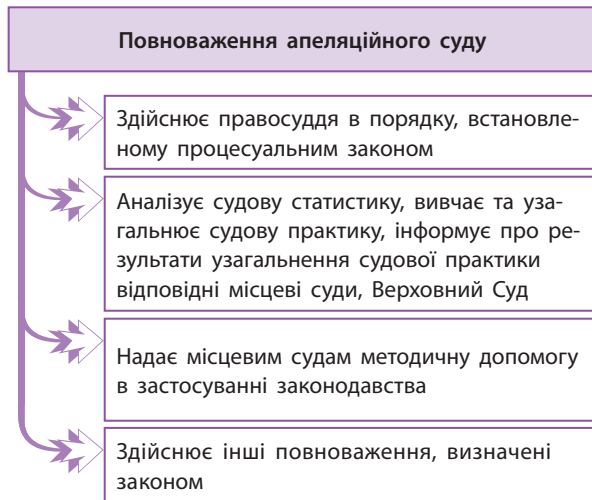 Повноваження апеляційного суду
Здійснює правосуддя в порядку, встановле-
ному процесуальним законом
Аналізує судову статистику, вивчає та уза-
гальнює судову практику, інформує про ре-
зультати узагальнення судової практики
відповідні місцеві суди, Верховний Суд
Надає місцевим судам методичну допомогу
в застосуванні законодавства
Здійснює інші повноваження, визначені
законом